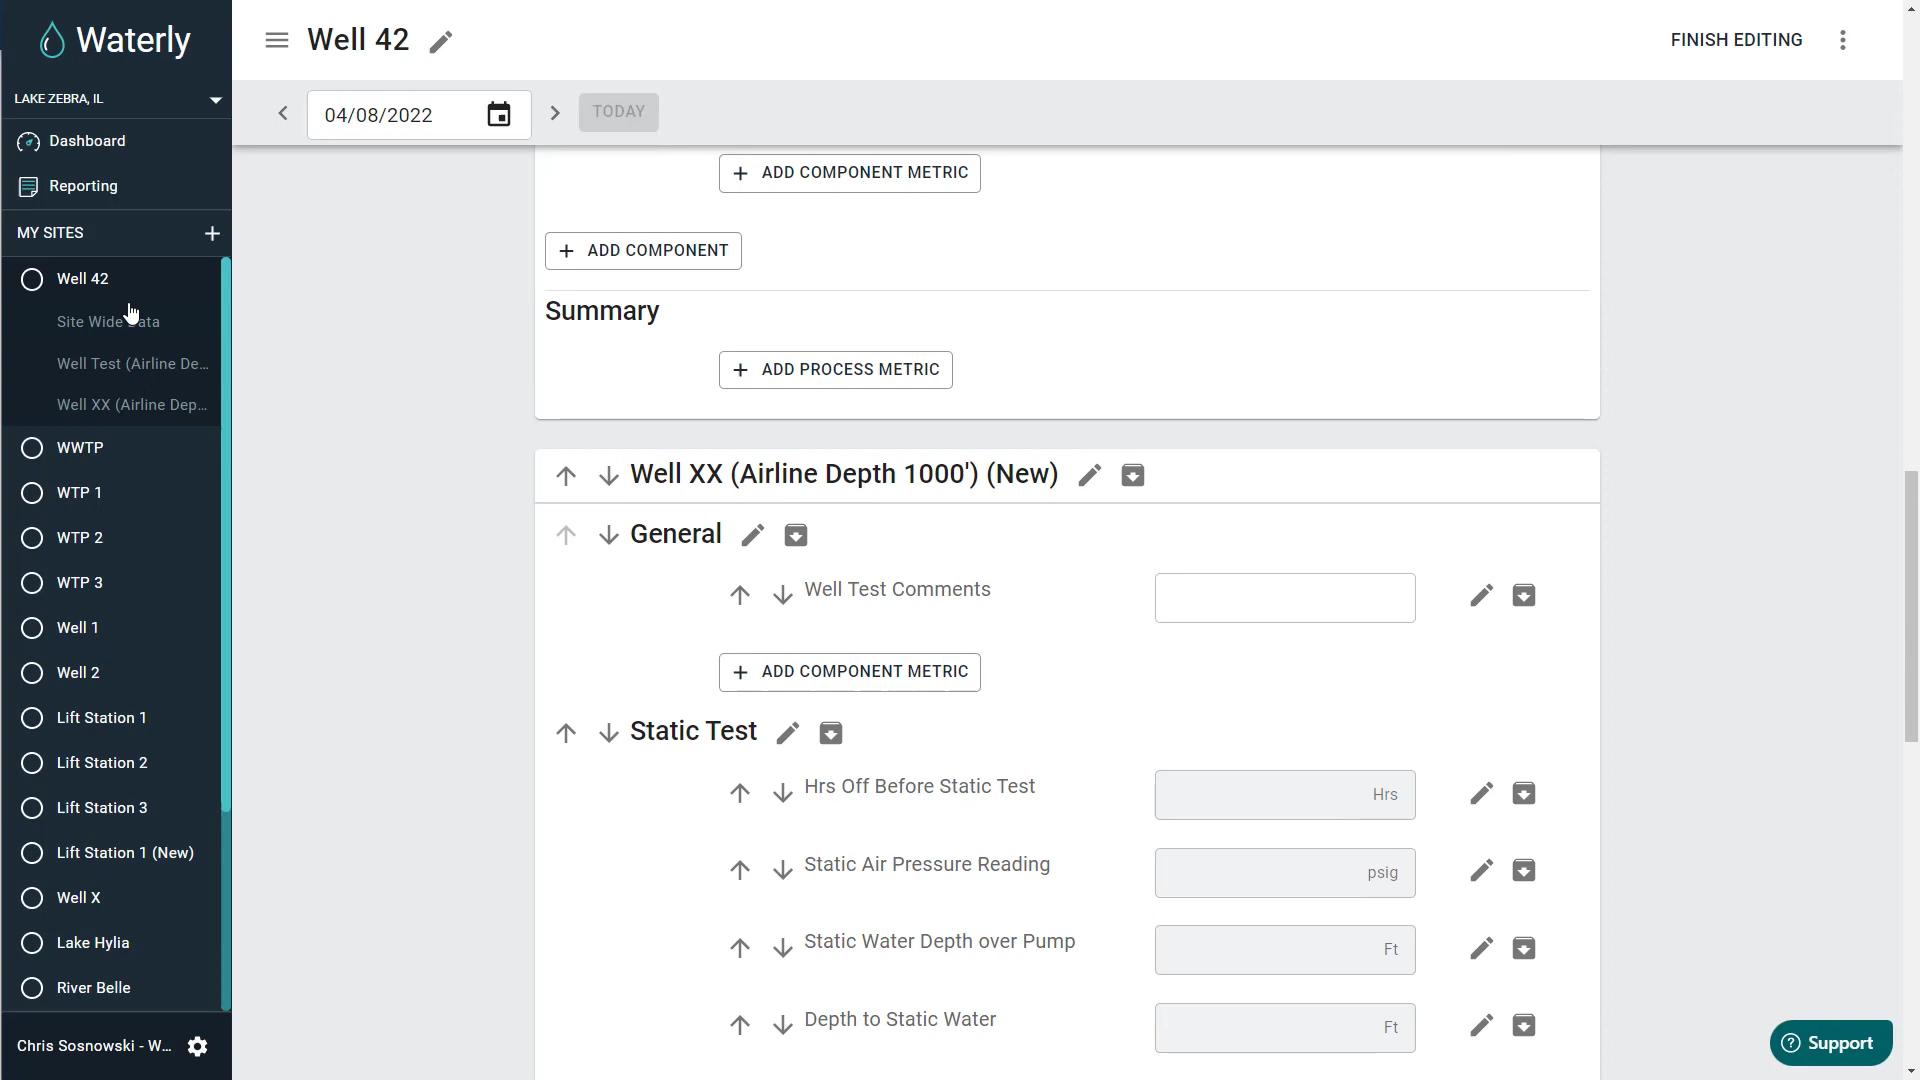 Waterly
Well 42
FINISH EDITING
LAKE ZEBRA, IL
04/08/2022
TODAY
Dashboard
Reporting
MY SITES
Well 42
Site Wide Data
Well Test (Airline De...
Well XX (Airline Dep...
WWTP
WTP 1
WTP 2
WTP 3
Well 1
Well 2
Lift Station 1
Lift Station 2
Lift Station 3
Lift Station 1 (New)
Well X
Lake Hylia
River Belle
Chris Sosnowski - W...
+ ADD COMPONENT METRIC
+ ADD COMPONENT
Summary
+ ADD PROCESS METRIC
Well XX (Airline Depth 1000') (New)
General
Well Test Comments
+ ADD COMPONENT METRIC
Static Test
Hrs Off Before Static Test Hrs
Static Air Pressure Reading psig
Static Water Depth over Pump Ft
Depth to Static Water Ft
Support